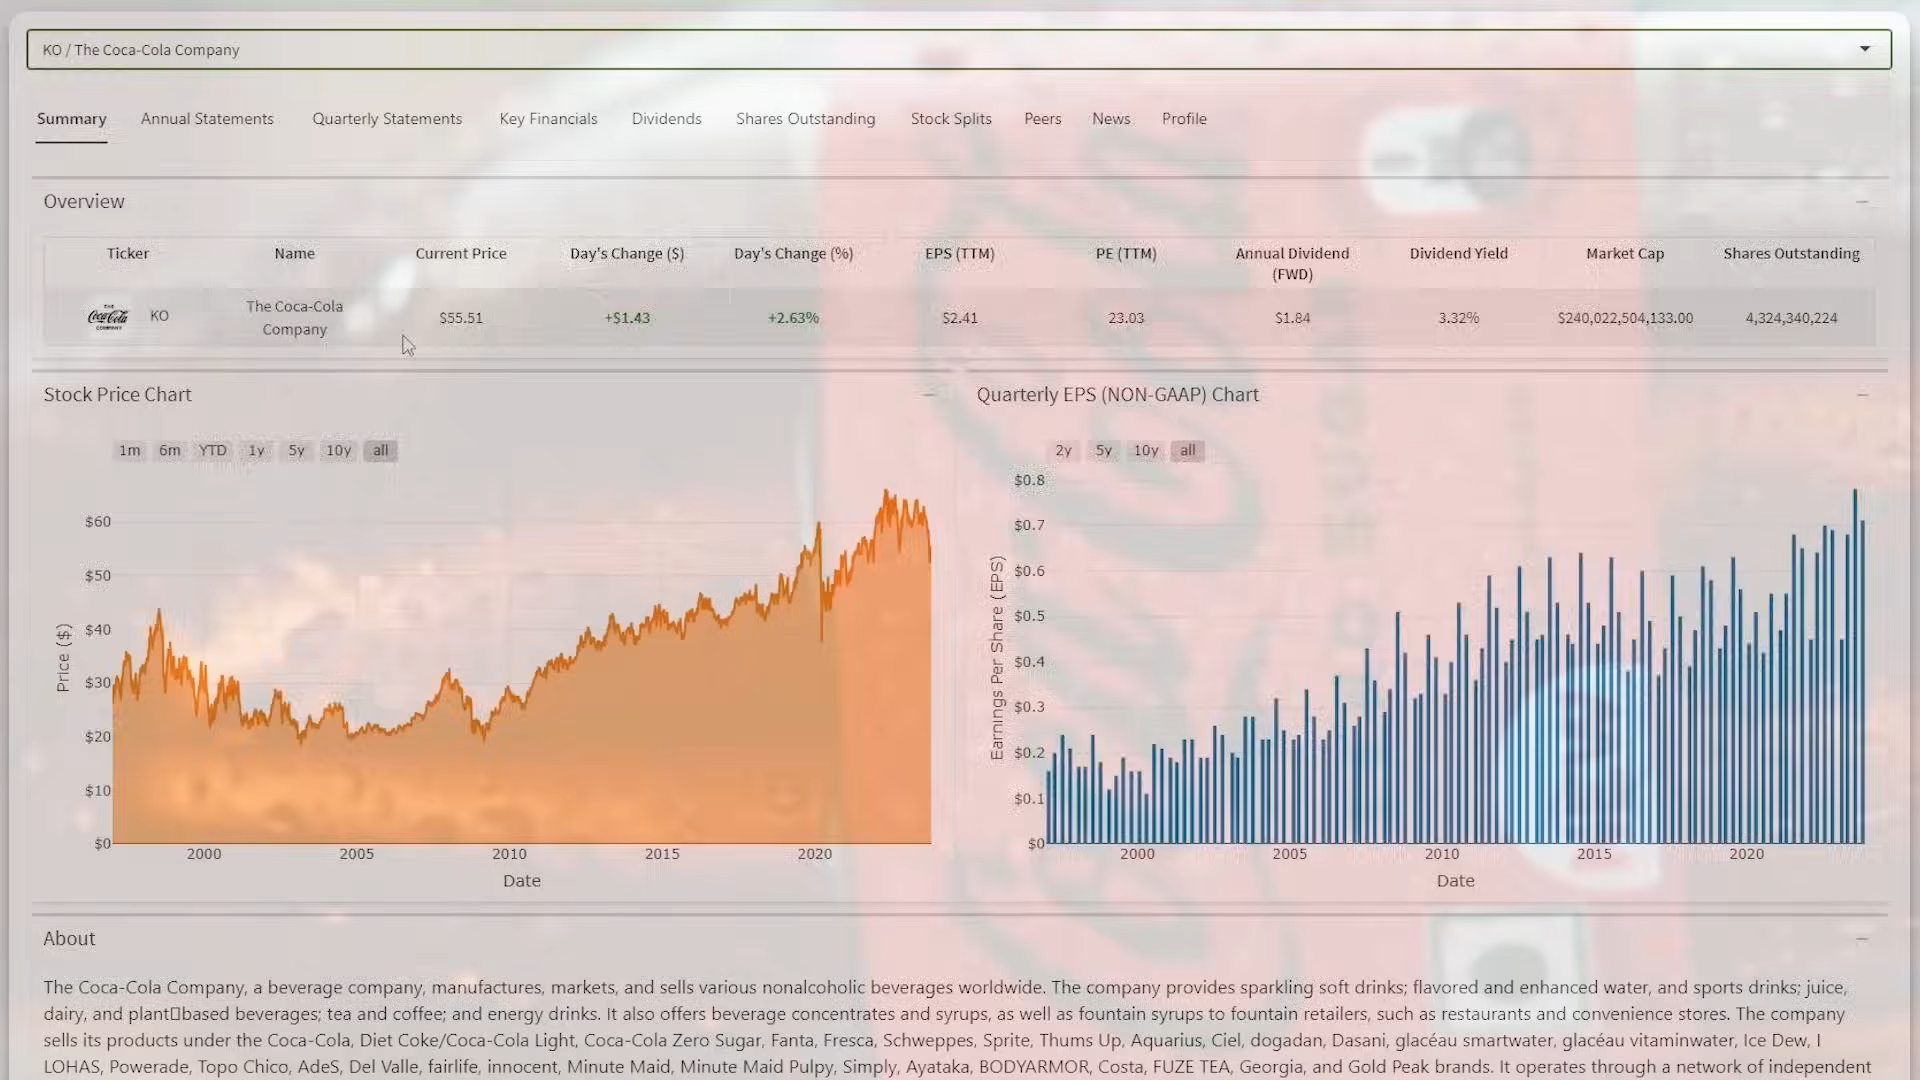 KO / The Coca-Cola Company
Summary Annual Statements Quarterly Statements Key Financials Dividends Shares Outstanding Stock Splits Peers News Profile
Overview
Ticker Name Current Price Day's Change ($) Day's Change (%) EPS (TTM) PE (TTM) Annual Dividend (FWD) Dividend Yield Market Cap Shares Outstanding
THE Coca-Cola COMPANY KO The Coca-Cola Company $55.51 +$1.43 +2.63% $2.41 23.03 $1.84 3.32% $240,022,504,133.00 4,324,340,224
Stock Price Chart
1m 6m YTD 1y 5y 10y all
$60
$50
$40
$30
$20
$10
$0
Price ($)
2000 2005 2010 2015 2020
Date
Quarterly EPS (NON-GAAP) Chart
2y 5y 10y all
$0.8
$0.7
$0.6
$0.5
$0.4
$0.3
$0.2
$0.1
$0
Earnings Per Share (EPS)
2000 2005 2010 2015 2020
Date
About
The Coca-Cola Company, a beverage company, manufactures, markets, and sells various nonalcoholic beverages worldwide. The company provides sparkling soft drinks; flavored and enhanced water, and sports drinks; juice,
dairy, and plant▯based beverages; tea and coffee; and energy drinks. It also offers beverage concentrates and syrups, as well as fountain syrups to fountain retailers, such as restaurants and convenience stores. The company
sells its products under the Coca-Cola, Diet Coke/Coca-Cola Light, Coca-Cola Zero Sugar, Fanta, Fresca, Schweppes, Sprite, Thums Up, Aquarius, Ciel, dogadan, Dasani, glacéau smartwater, glacéau vitaminwater, Ice Dew, I
LOHAS, Powerade, Topo Chico, AdeS, Del Valle, fairlife, innocent, Minute Maid, Minute Maid Pulpy, Simply, Ayataka, BODYARMOR, Costa, FUZE TEA, Georgia, and Gold Peak brands. It operates through a network of independent